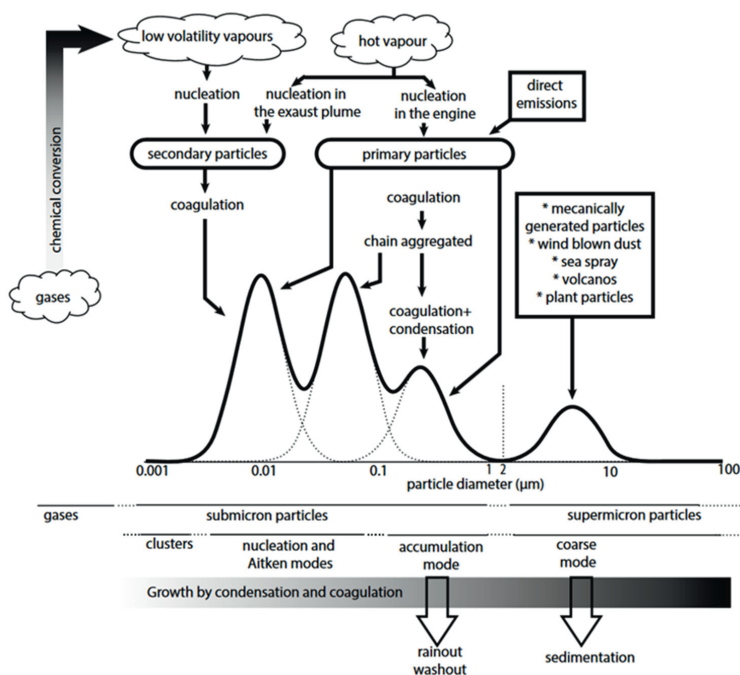 low volatility vapours
hot vapour
nucleation
nucleation in
the exaust plume
nucleation
in the engine
direct
emissions
secondary particles
primary particles
chemical conversion
coagulation
coagulation
chain aggregated
coagulation+
condensation
* mecanically
generated particles
* wind blown dust
* sea spray
* volcanos
* plant particles
gases
0.001
0.01
0.1
1
2
10
100
particle diameter (μm)
gases
submicron particles
supermicron particles
clusters
nucleation and
Aitken modes
accumulation
mode
coarse
mode
Growth by condensation and coagulation
rainout
washout
sedimentation